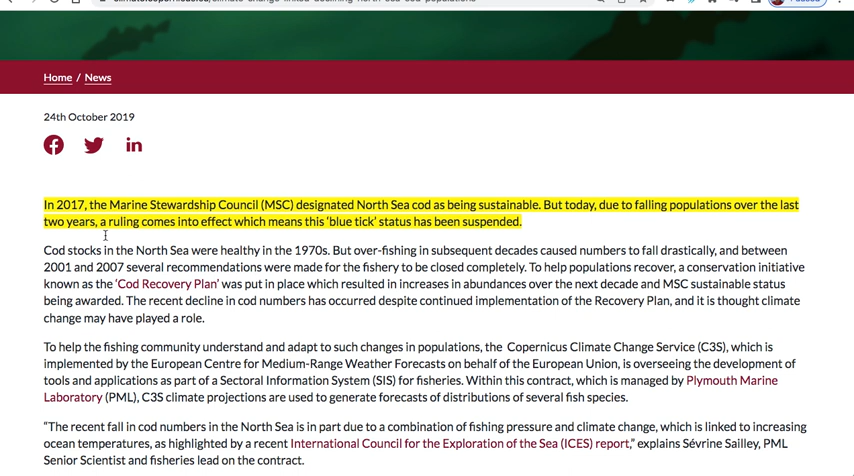 Home / News
24th October 2019
in
In 2017, the Marine Stewardship Council (MSC) designated North Sea cod as being sustainable. But today, due to falling populations over the last
two years, a ruling comes into effect which means this ‘blue tick’ status has been suspended.
Cod stocks in the North Sea were healthy in the 1970s. But over-fishing in subsequent decades caused numbers to fall drastically, and between
2001 and 2007 several recommendations were made for the fishery to be closed completely. To help populations recover, a conservation initiative
known as the ‘Cod Recovery Plan’ was put in place which resulted in increases in abundances over the next decade and MSC sustainable status
being awarded. The recent decline in cod numbers has occurred despite continued implementation of the Recovery Plan, and it is thought climate
change may have played a role.
To help the fishing community understand and adapt to such changes in populations, the Copernicus Climate Change Service (C3S), which is
implemented by the European Centre for Medium-Range Weather Forecasts on behalf of the European Union, is overseeing the development of
tools and applications as part of a Sectoral Information System (SIS) for fisheries. Within this contract, which is managed by Plymouth Marine
Laboratory (PML), C3S climate projections are used to generate forecasts of distributions of several fish species.
“The recent fall in cod numbers in the North Sea is in part due to a combination of fishing pressure and climate change, which is linked to increasing
ocean temperatures, as highlighted by a recent International Council for the Exploration of the Sea (ICES) report,” explains Sévrine Sailley, PML
Senior Scientist and fisheries lead on the contract.